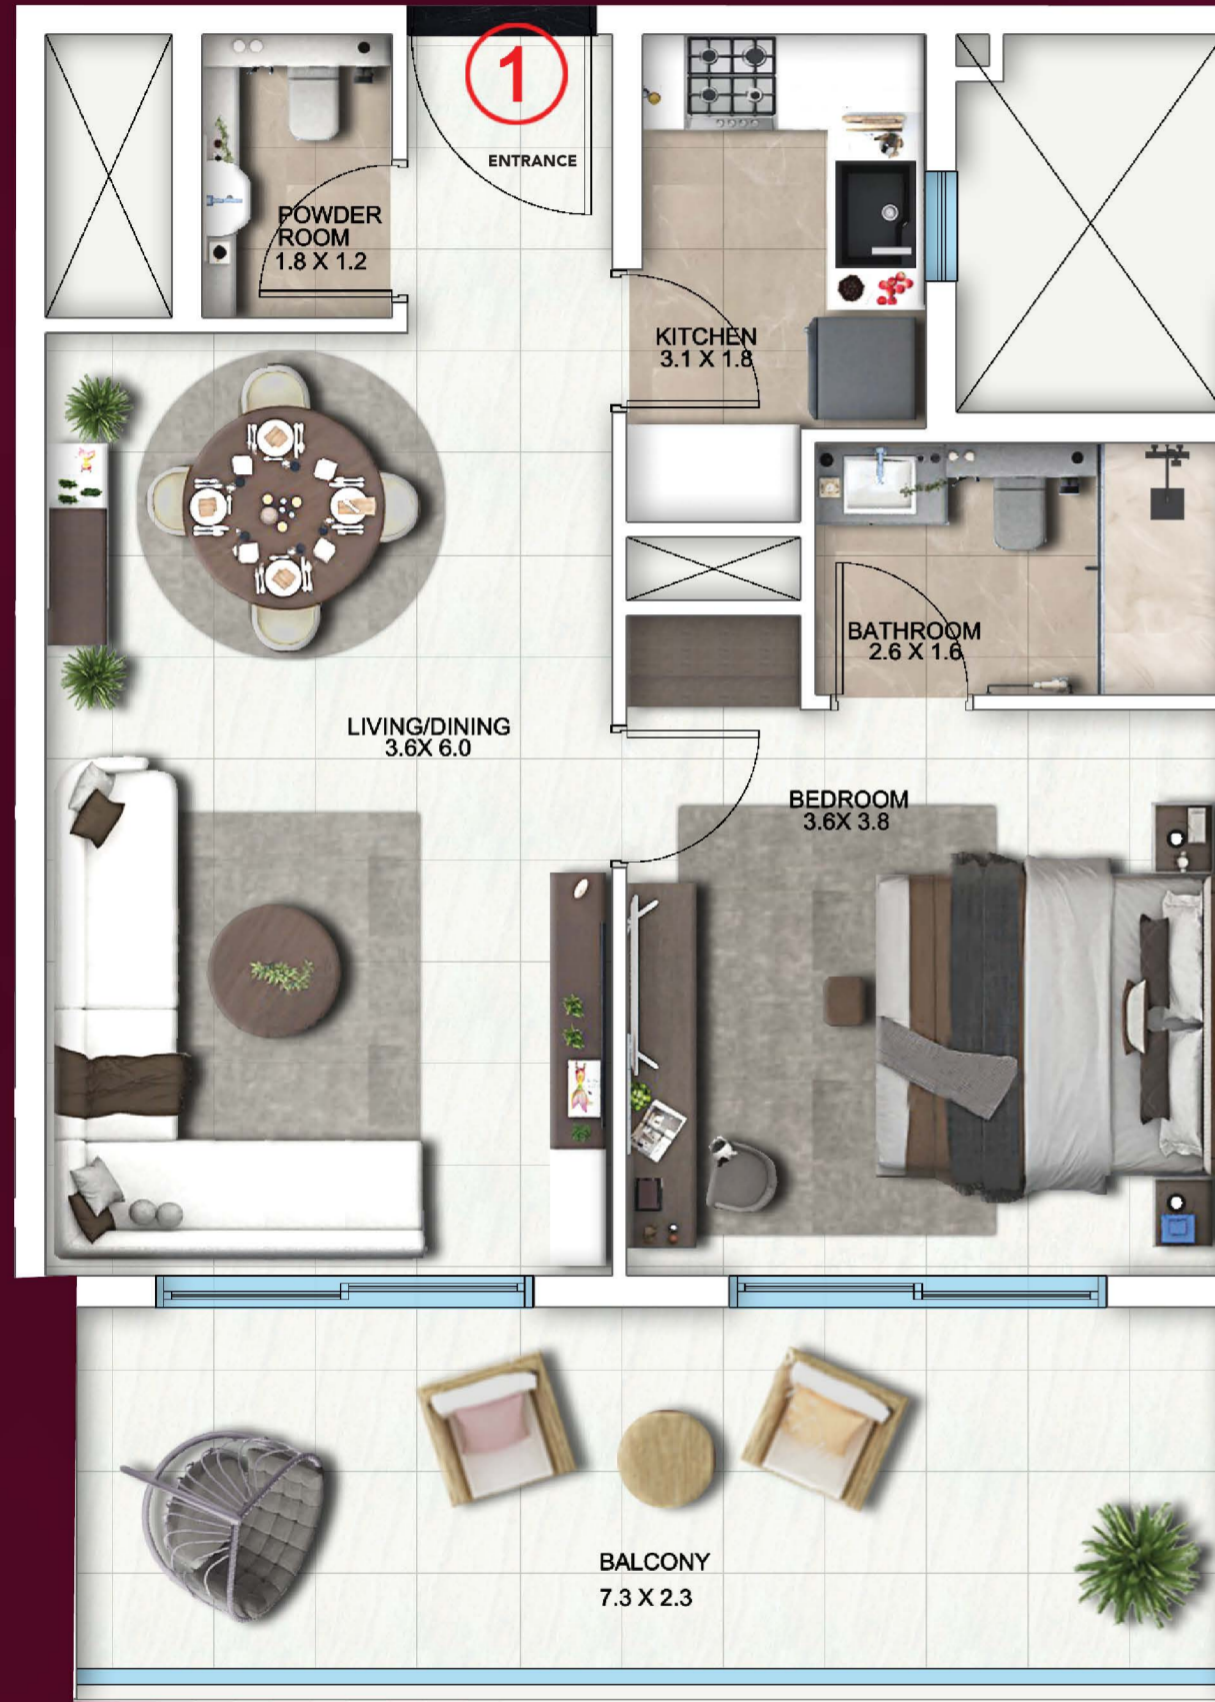 1
ENTRANCE
POWDER
ROOM
1.8 X 1.2
KITCHEN
3.1 X 1.8
BATHROOM
2.6 X 1.6
LIVING/DINING
3.6X 6.0
BEDROOM
3.6X 3.8
BALCONY
7.3 X 2.3